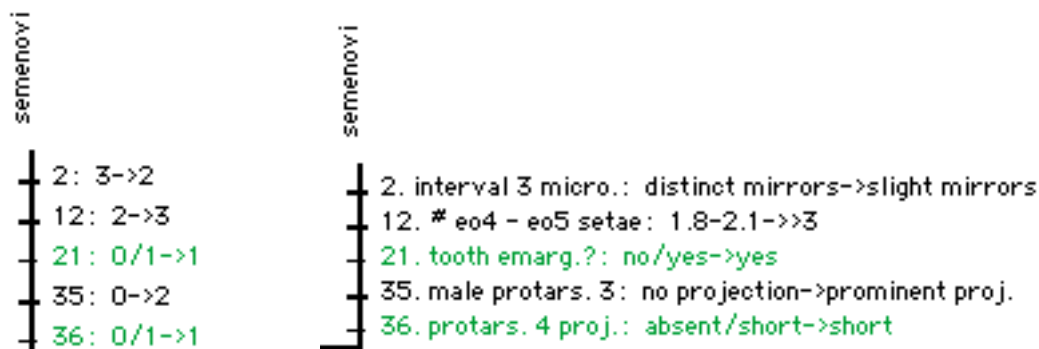 semenovi
2: 3->2
12: 2->3
21: 0/1->1
35: 0->2
36: 0/1->1
semenovi
2. interval 3 micro.: distinct mirrors->slight mirrors
12. # eo4 - eo5 setae: 1.8-2.1->>3
21. tooth emarg.?: no/yes->yes
35. male protars. 3: no projection->prominent proj.
36. protars. 4 proj.: absent/short->short